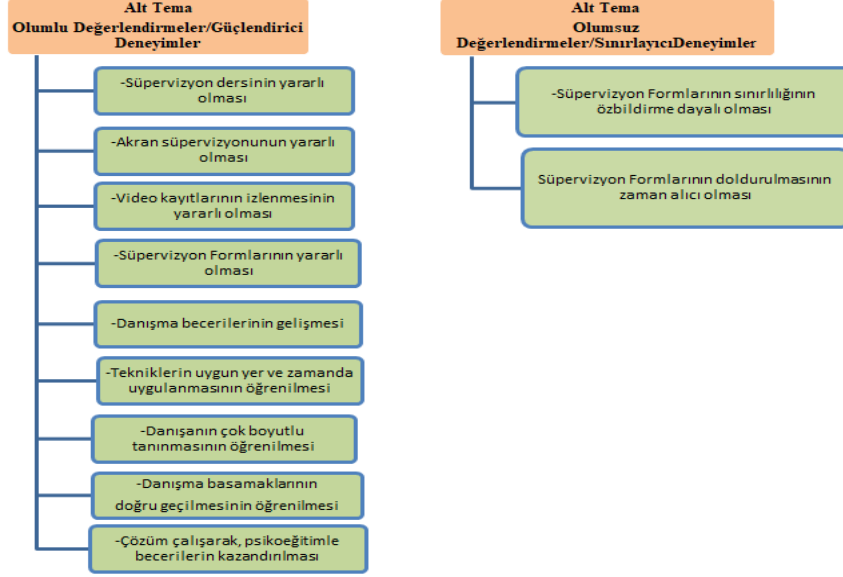 Alt Tema
Olumlu Değerlendirmeler/Güçlendirici
Deneyimler
-Süpervizyon dersinin yararlı
olması
-Akran süpervizyonunun yararlı
olması
-Video kayıtlarının izlenmesinin
yararlı olması
-Süpervizyon Formlarının yararlı
olması
-Danışma becerilerinin gelişmesi
-Tekniklerin uygun yer ve zamanda
uygulanmasının öğrenilmesi
-Danışanın çok boyutlu
tanınmasının öğrenilmesi
-Danışma basamaklarının
doğru geçilmesinin öğrenilmesi
-Çözüm çalışarak, psikoeğitimle
becerilerin kazandırılması
Alt Tema
Olumsuz
Değerlendirmeler/SınırlayıcıDeneyimler
-Süpervizyon Formlarının sınırlılığının
özbildirme dayalı olması
Süpervizyon Formlarının doldurulmasının
zaman alıcı olması